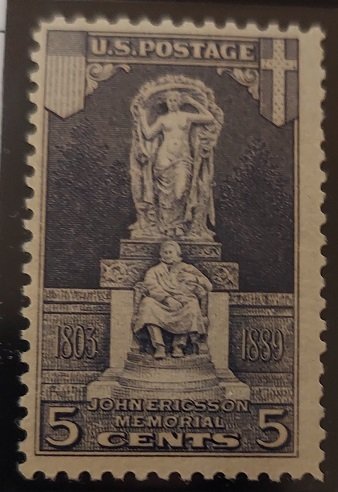 U.S. POSTAGE
1803 1889
5 JOHN ERICSSON 5
MEMORIAL
CENTS